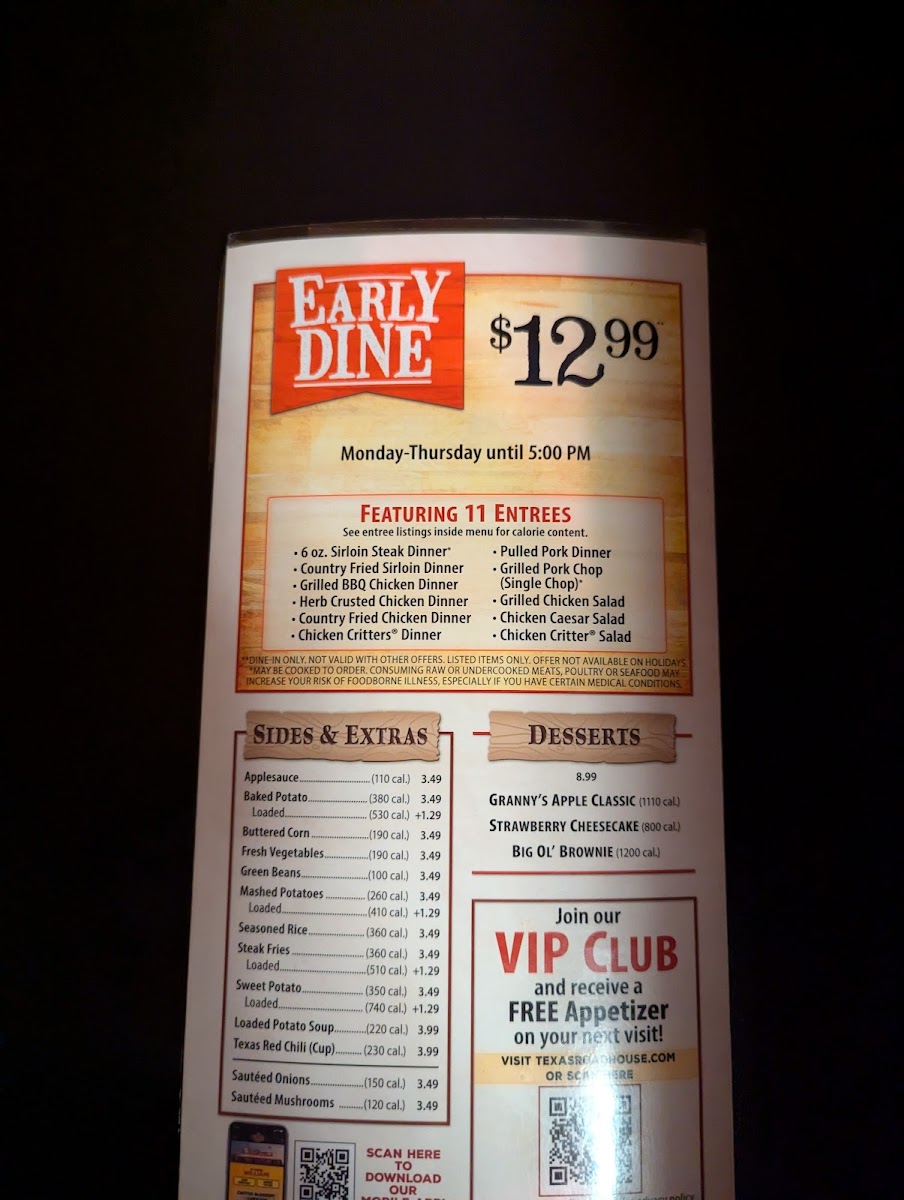 EARLY
DINE
$12.99**
Monday-Thursday until 5:00 PM
FEATURING 11 ENTREES
See entree listings inside menu for calorie content.
• 6 oz. Sirloin Steak Dinner*
• Country Fried Sirloin Dinner
• Grilled BBQ Chicken Dinner
• Herb Crusted Chicken Dinner
• Country Fried Chicken Dinner
• Chicken Critters® Dinner
• Pulled Pork Dinner
• Grilled Pork Chop
(Single Chop)*
• Grilled Chicken Salad
• Chicken Caesar Salad
• Chicken Critter® Salad
**DINE-IN ONLY. NOT VALID WITH OTHER OFFERS. LISTED ITEMS ONLY. OFFER NOT AVAILABLE ON HOLIDAYS.
*MAY BE COOKED TO ORDER. CONSUMING RAW OR UNDERCOOKED MEATS, POULTRY OR SEAFOOD MAY
INCREASE YOUR RISK OF FOODBORNE ILLNESS, ESPECIALLY IF YOU HAVE CERTAIN MEDICAL CONDITIONS.
SIDES & EXTRAS
Applesauce (110 cal.) 3.49
Baked Potato (380 cal.) 3.49
Loaded (530 cal.) +1.29
Buttered Corn (190 cal.) 3.49
Fresh Vegetables (190 cal.) 3.49
Green Beans (100 cal.) 3.49
Mashed Potatoes (260 cal.) 3.49
Loaded (410 cal.) +1.29
Seasoned Rice (360 cal.) 3.49
Steak Fries (360 cal.) 3.49
Loaded (510 cal.) +1.29
Sweet Potato (350 cal.) 3.49
Loaded (740 cal.) +1.29
Loaded Potato Soup (220 cal.) 3.99
Texas Red Chili (Cup) (230 cal.) 3.99
Sautéed Onions (150 cal.) 3.49
Sautéed Mushrooms (120 cal.) 3.49
DESSERTS
8.99
GRANNY'S APPLE CLASSIC (1110 cal.)
STRAWBERRY CHEESECAKE (800 cal.)
BIG OL' BROWNIE (1200 cal.)
Join our
VIP CLUB
and receive a
FREE Appetizer
on your next visit!
VISIT TEXASROADHOUSE.COM
OR SCAN HERE
SCAN HERE
TO
DOWNLOAD
OUR
MOBILE APP!
privacy policy